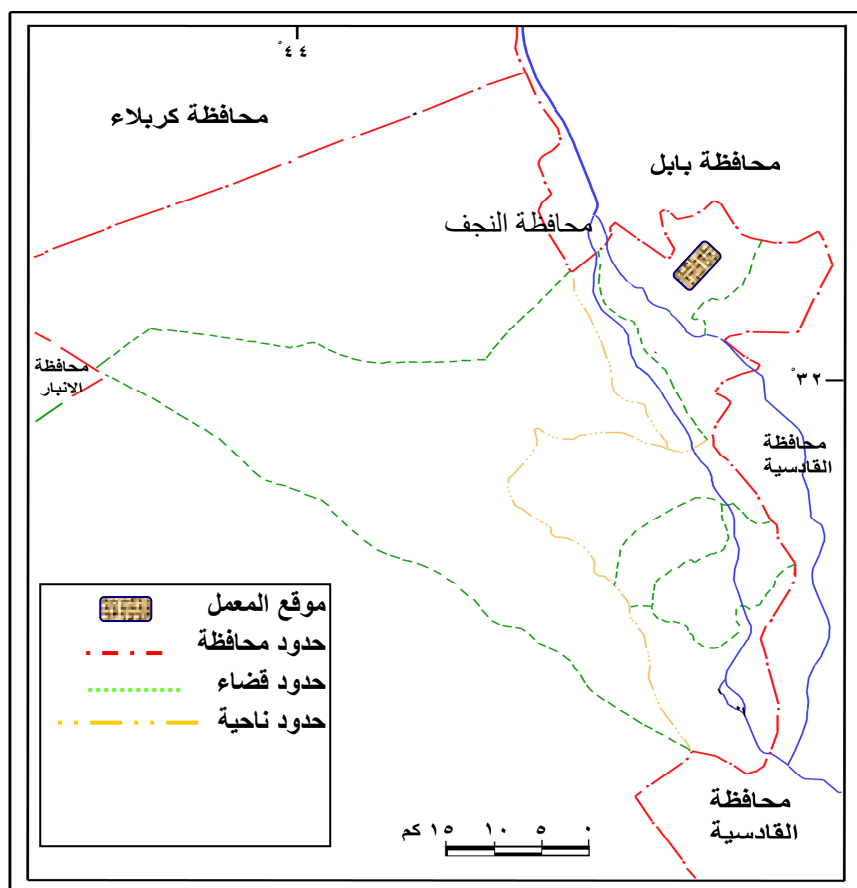 °٤٤
محافظة كربلاء
محافظة بابل
محافظة النجف
محافظة
الانبار
°٣٢
محافظة
القادسية
موقع المعمل
حدود محافظة
حدود قضاء
حدود ناحية
محافظة
القادسية
٠ ٥ ١٠ ١٥ كم